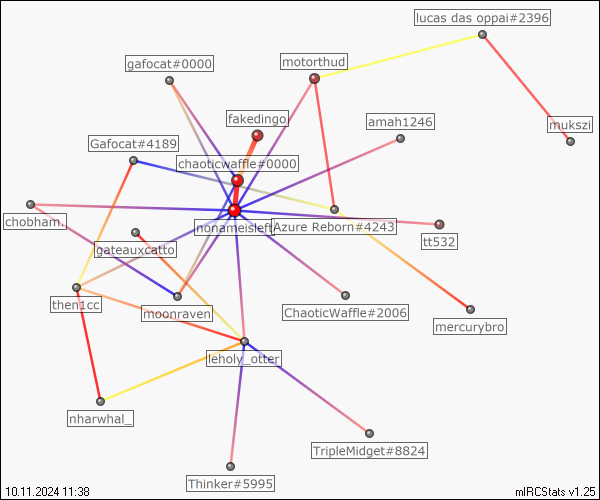 lucas das oppai#2396
gafocat#0000
motorthud
fakedingo
amah1246
mukszi
Gafocat#4189
chaoticwaffle#0000
chobham.
nonameisleft
Azure Reborn#4243
tt532
gateauxcatto
then1cc
moonraven
ChaoticWaffle#2006
mercurybro
leholy_otter
nharwhal_
TripleMidget#8824
Thinker#5995
10.11.2024 11:38
mIRCStats v1.25